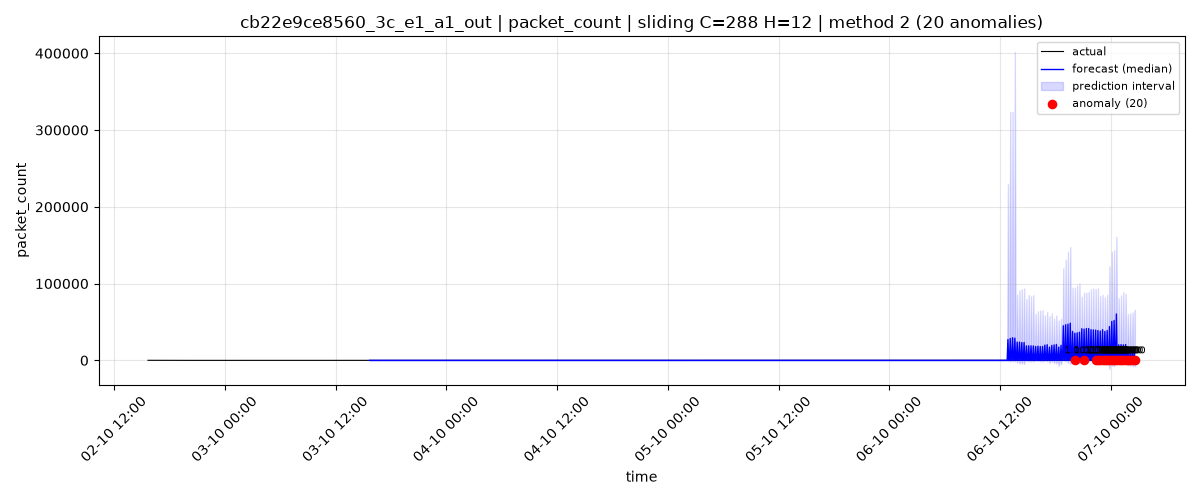 cb22e9ce8560_3c_e1_a1_out | packet_count | sliding C=288 H=12 | method 2 (20 anomalies)
actual
forecast (median)
prediction interval
anomaly (20)
packet_count
400000
300000
200000
100000
0
02-10 12:00
03-10 00:00
03-10 12:00
04-10 00:00
04-10 12:00
05-10 00:00
05-10 12:00
06-10 00:00
06-10 12:00
07-10 00:00
time